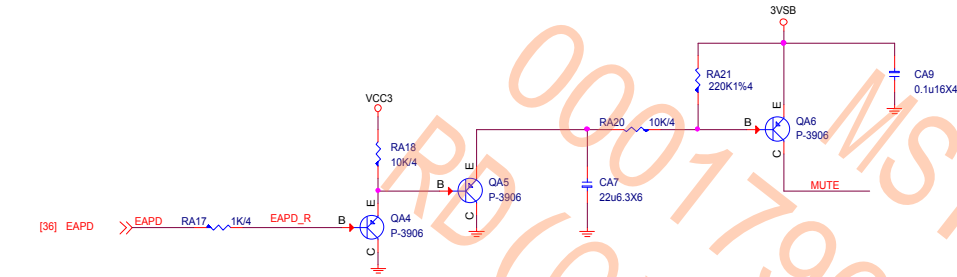 3VSB
RA21
220K1%4
CA9
0.1u16X4
VCC3
RA20 10K/4
E
B
QA6
P-3906
C
RA18
10K/4
E
B
QA5
P-3906
C
CA7
22u6.3X6
MUTE
[36] EAPD
EAPD
RA17 1K/4
EAPD_R
E
B
QA4
P-3906
C